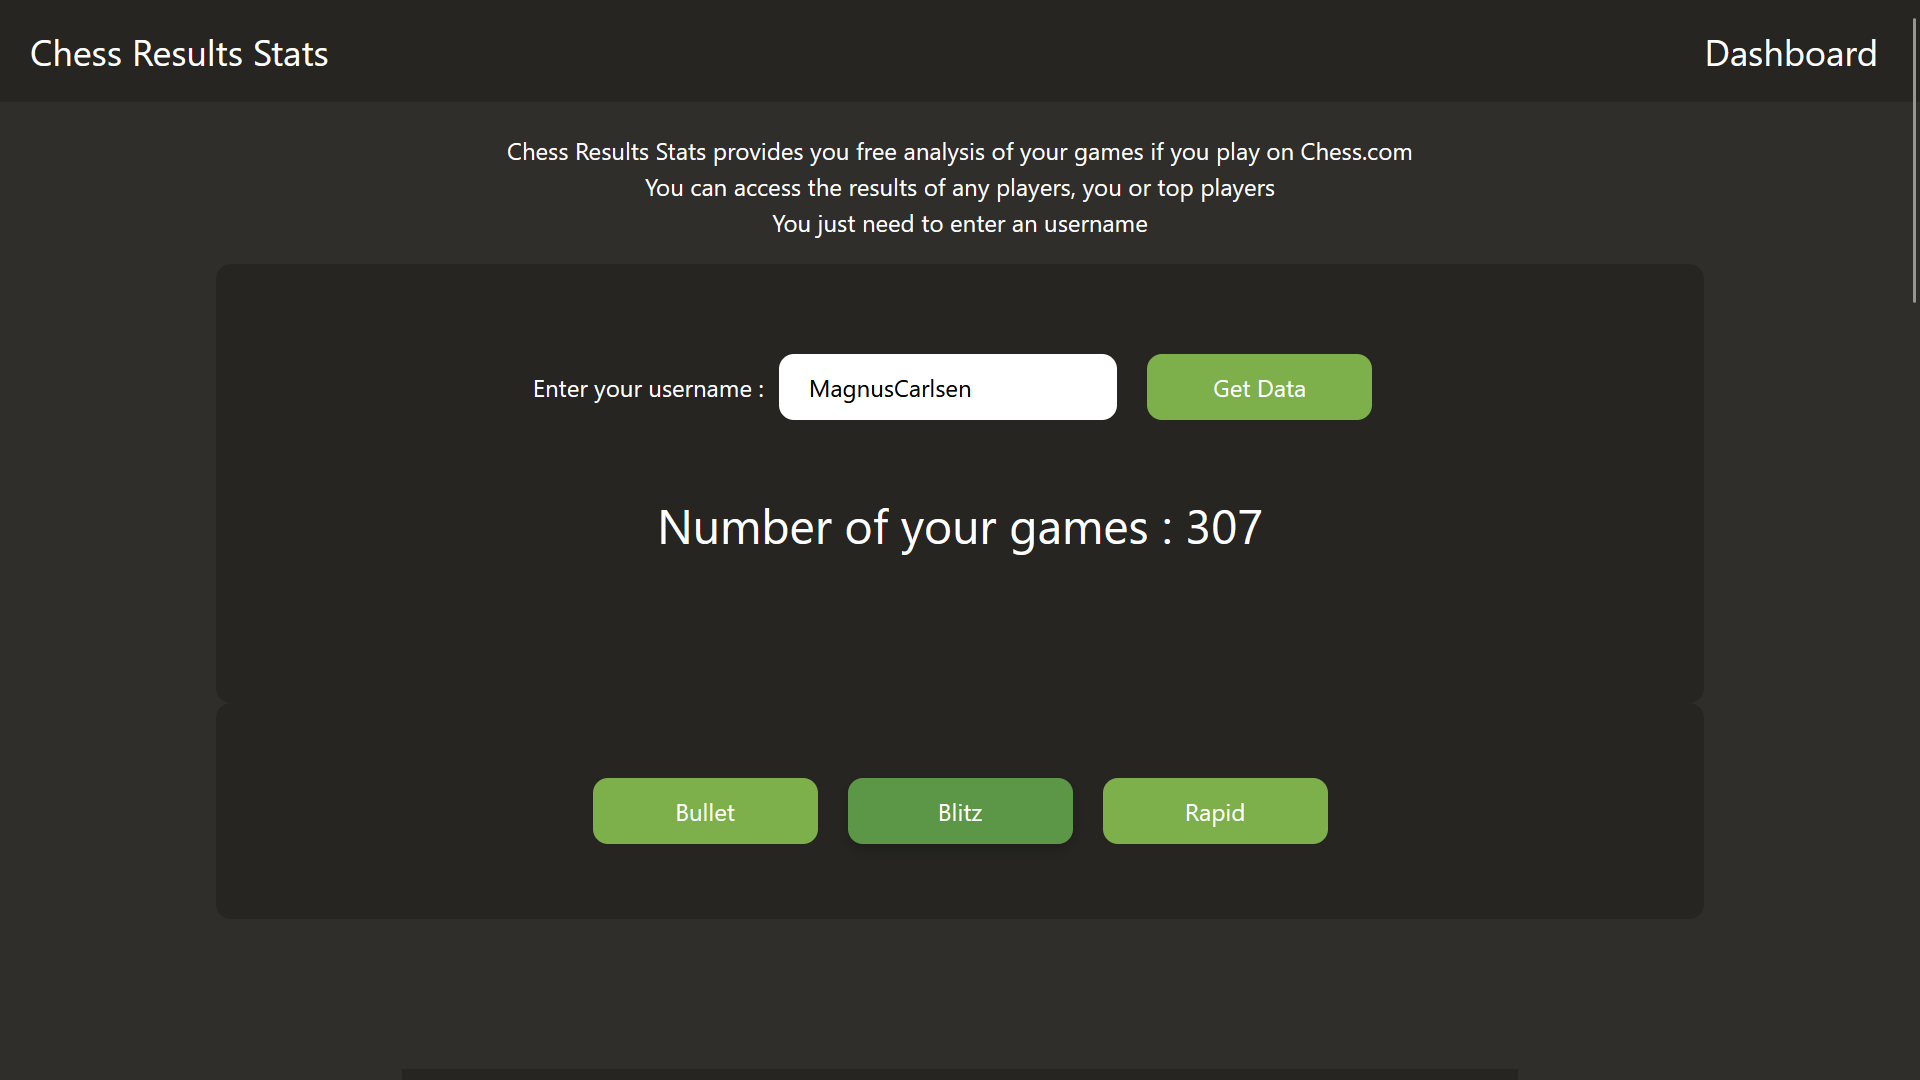 Chess Results Stats
Dashboard
Chess Results Stats provides you free analysis of your games if you play on Chess.com
You can access the results of any players, you or top players
You just need to enter an username
Enter your username :
MagnusCarlsen
Get Data
Number of your games : 307
Bullet
Blitz
Rapid